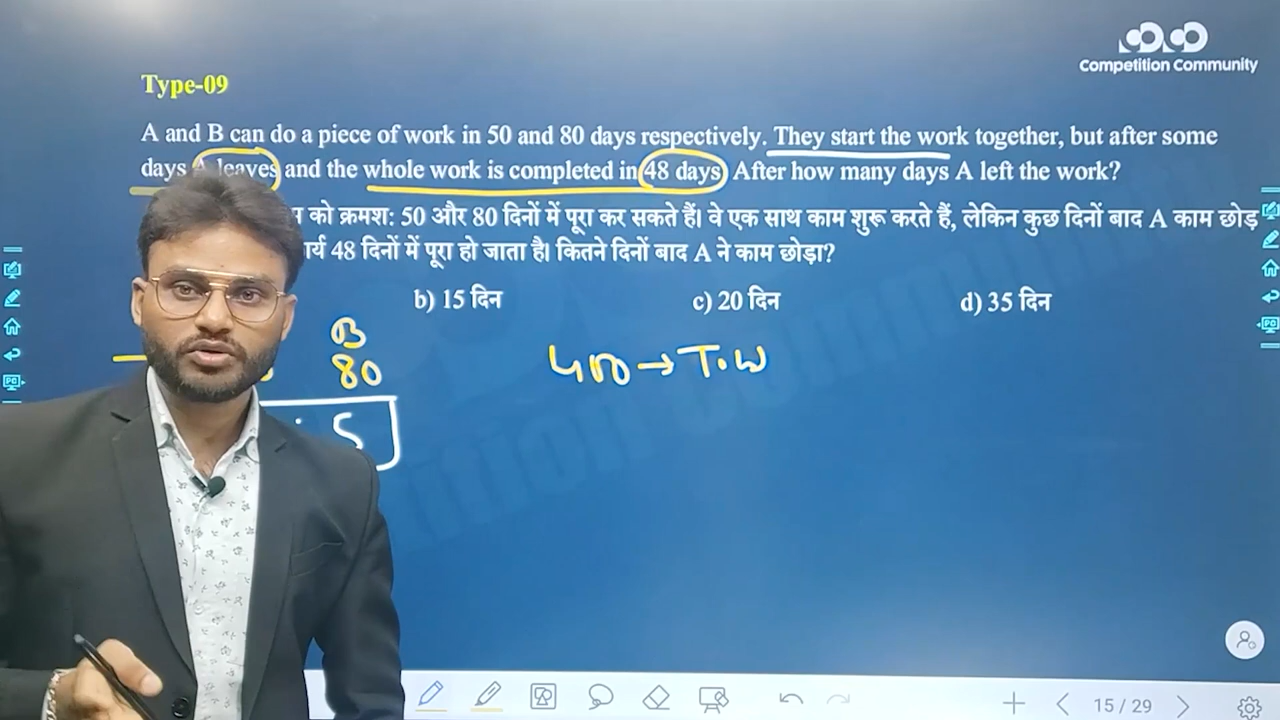 Competition Community
Type-09
A and B can do a piece of work in 50 and 80 days respectively. They start the work together, but after some
days A leaves and the whole work is completed in 48 days. After how many days A left the work?
को क्रमश: 50 और 80 दिनों में पूरा कर सकते हैं। वे एक साथ काम शुरू करते हैं, लेकिन कुछ दिनों बाद A काम छोड़
48 दिनों में पूरा हो जाता है। कितने दिनों बाद A ने काम छोड़ा?
b) 15 दिन c) 20 दिन d) 35 दिन
B
80
400 → T.W
5
15 / 29